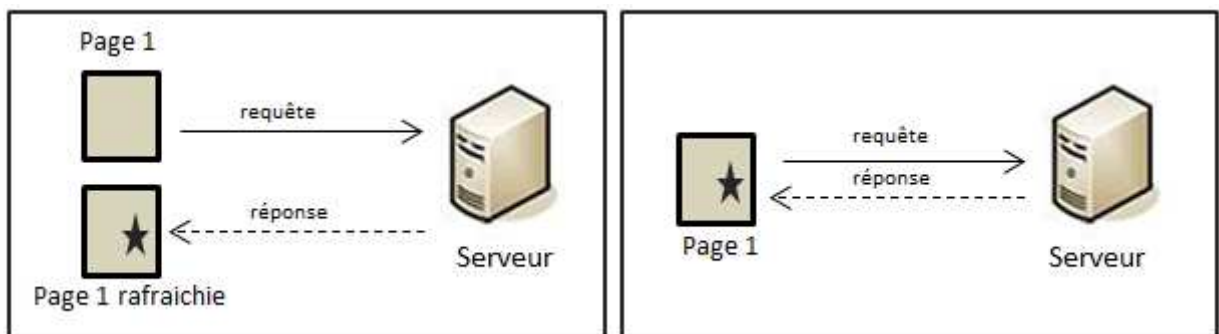 Page 1
requête
réponse
Serveur
Page 1 rafraichie
requête
réponse
Page 1
Serveur